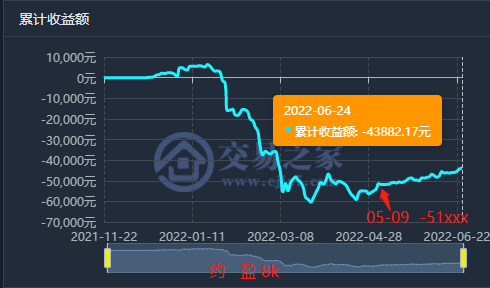 累计收益额
10,000元
0元
-10,000元
-20,000元
-30,000元
-40,000元
-50,000元
-60,000元
-70,000元
2022-06-24
累计收益额: -43882.17元
交易之家
05-09 -51xxx
2021-11-22 2022-01-11 2022-03-08 2022-04-28 2022-06-22
约 盈 8k